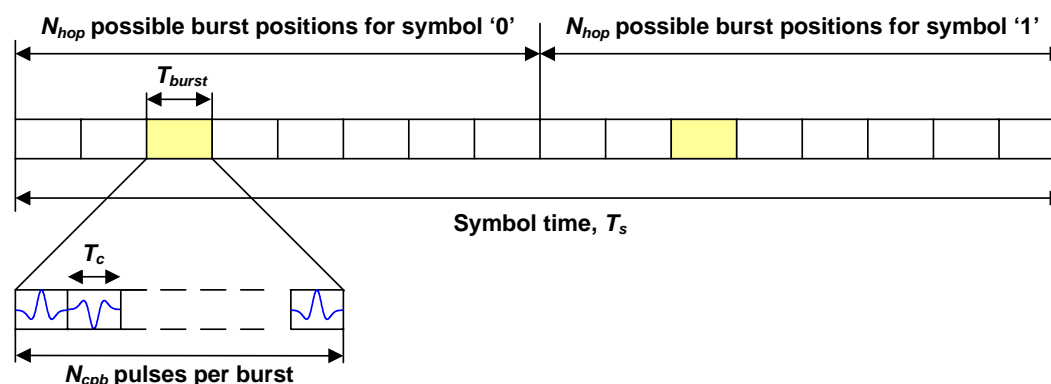 N_hop possible burst positions for symbol ‘0’
N_hop possible burst positions for symbol ‘1’
T_burst
Symbol time, T_s
T_c
N_cpb pulses per burst